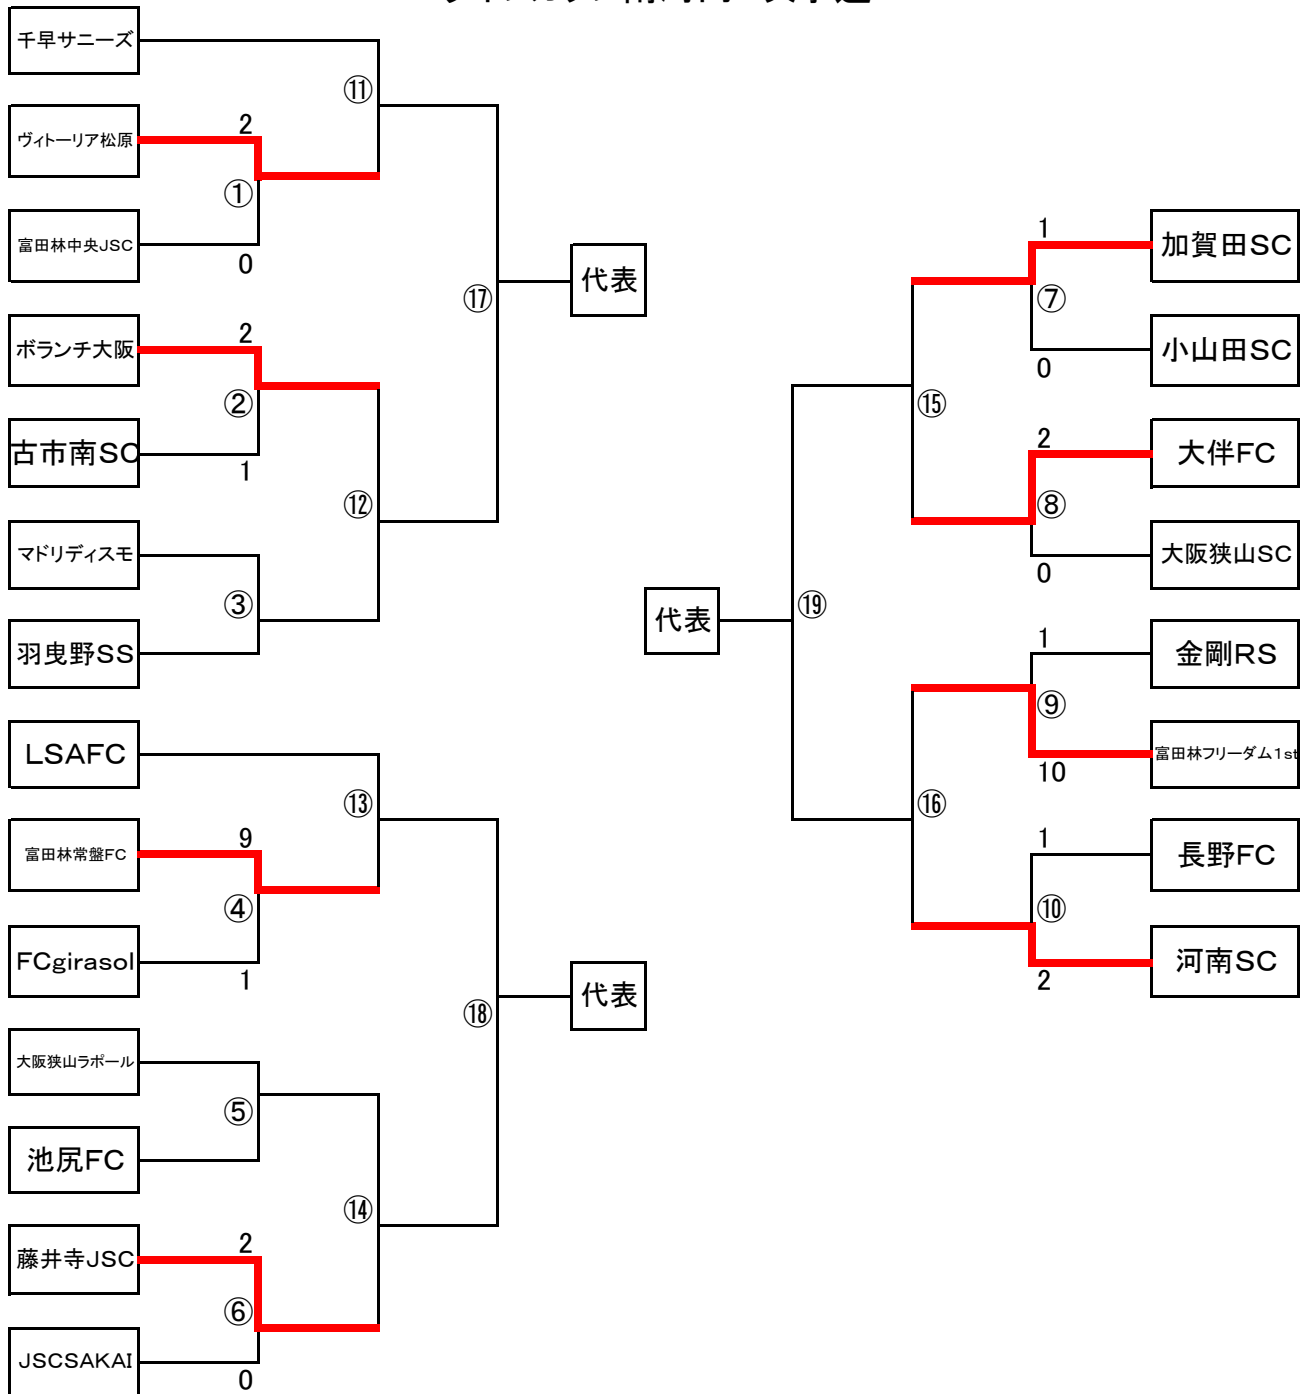 千早サニーズ
⑪
ヴィトーリア松原
2
①
富田林中央JSC
0
⑰
代表
ボランチ大阪
2
②
古市南SC
1
⑫
マドリディスモ
③
羽曳野SS
LSAFC
⑬
富田林常盤FC
9
④
FCgirasol
1
⑱
代表
大阪狭山ラポール
⑤
池尻FC
⑭
藤井寺JSC
2
⑥
JSCSAKAI
0
1
加賀田SC
⑦
小山田SC
0
⑮
2
大伴FC
⑧
大阪狭山SC
0
代表
⑲
1
金剛RS
⑨
富田林フリーダム1st
10
⑯
1
長野FC
⑩
河南SC
2